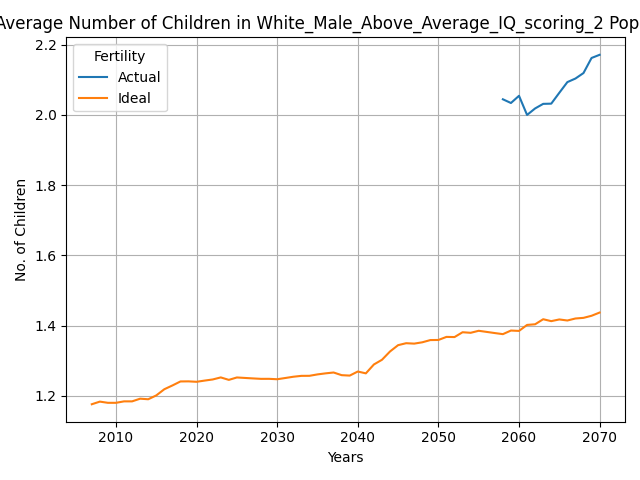 Average Number of Children in White_Male_Above_Average_IQ_scoring_2 Pop
Fertility
Actual
Ideal
No. of Children
2.2
2.0
1.8
1.6
1.4
1.2
2010 2020 2030 2040 2050 2060 2070
Years